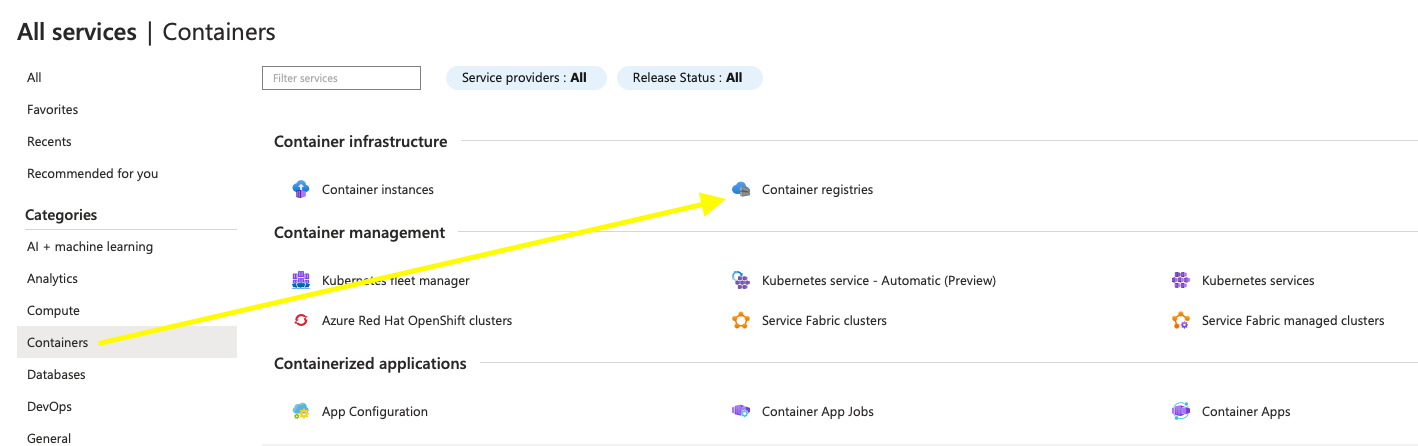 All services | Containers
All
Favorites
Recents
Recommended for you
Categories
AI + machine learning
Analytics
Compute
Containers
Databases
DevOps
General
Filter services
Service providers : All
Release Status : All
Container infrastructure
Container instances
Container registries
Container management
Kubernetes fleet manager
Kubernetes service - Automatic (Preview)
Kubernetes services
Azure Red Hat OpenShift clusters
Service Fabric clusters
Service Fabric managed clusters
Containerized applications
App Configuration
Container App Jobs
Container Apps